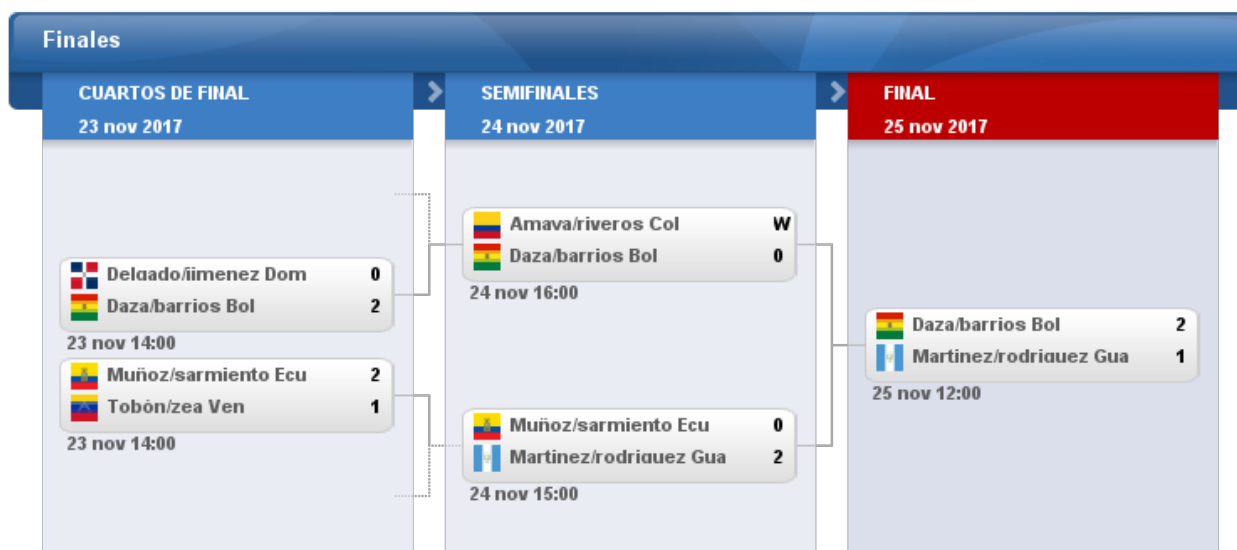 Finales
CUARTOS DE FINAL
23 nov 2017
Delgado/jimenez Dom 0
Daza/barrios Bol 2
23 nov 14:00
Muñoz/sarmiento Ecu 2
Tobón/zea Ven 1
23 nov 14:00
SEMIFINALES
24 nov 2017
Amaya/riveros Col W
Daza/barrios Bol 0
24 nov 16:00
Muñoz/sarmiento Ecu 0
Martinez/rodriguez Gua 2
24 nov 15:00
FINAL
25 nov 2017
Daza/barrios Bol 2
Martinez/rodriguez Gua 1
25 nov 12:00